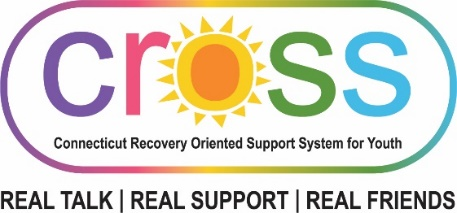 cross
Connecticut Recovery Oriented Support System for Youth
REAL TALK | REAL SUPPORT | REAL FRIENDS